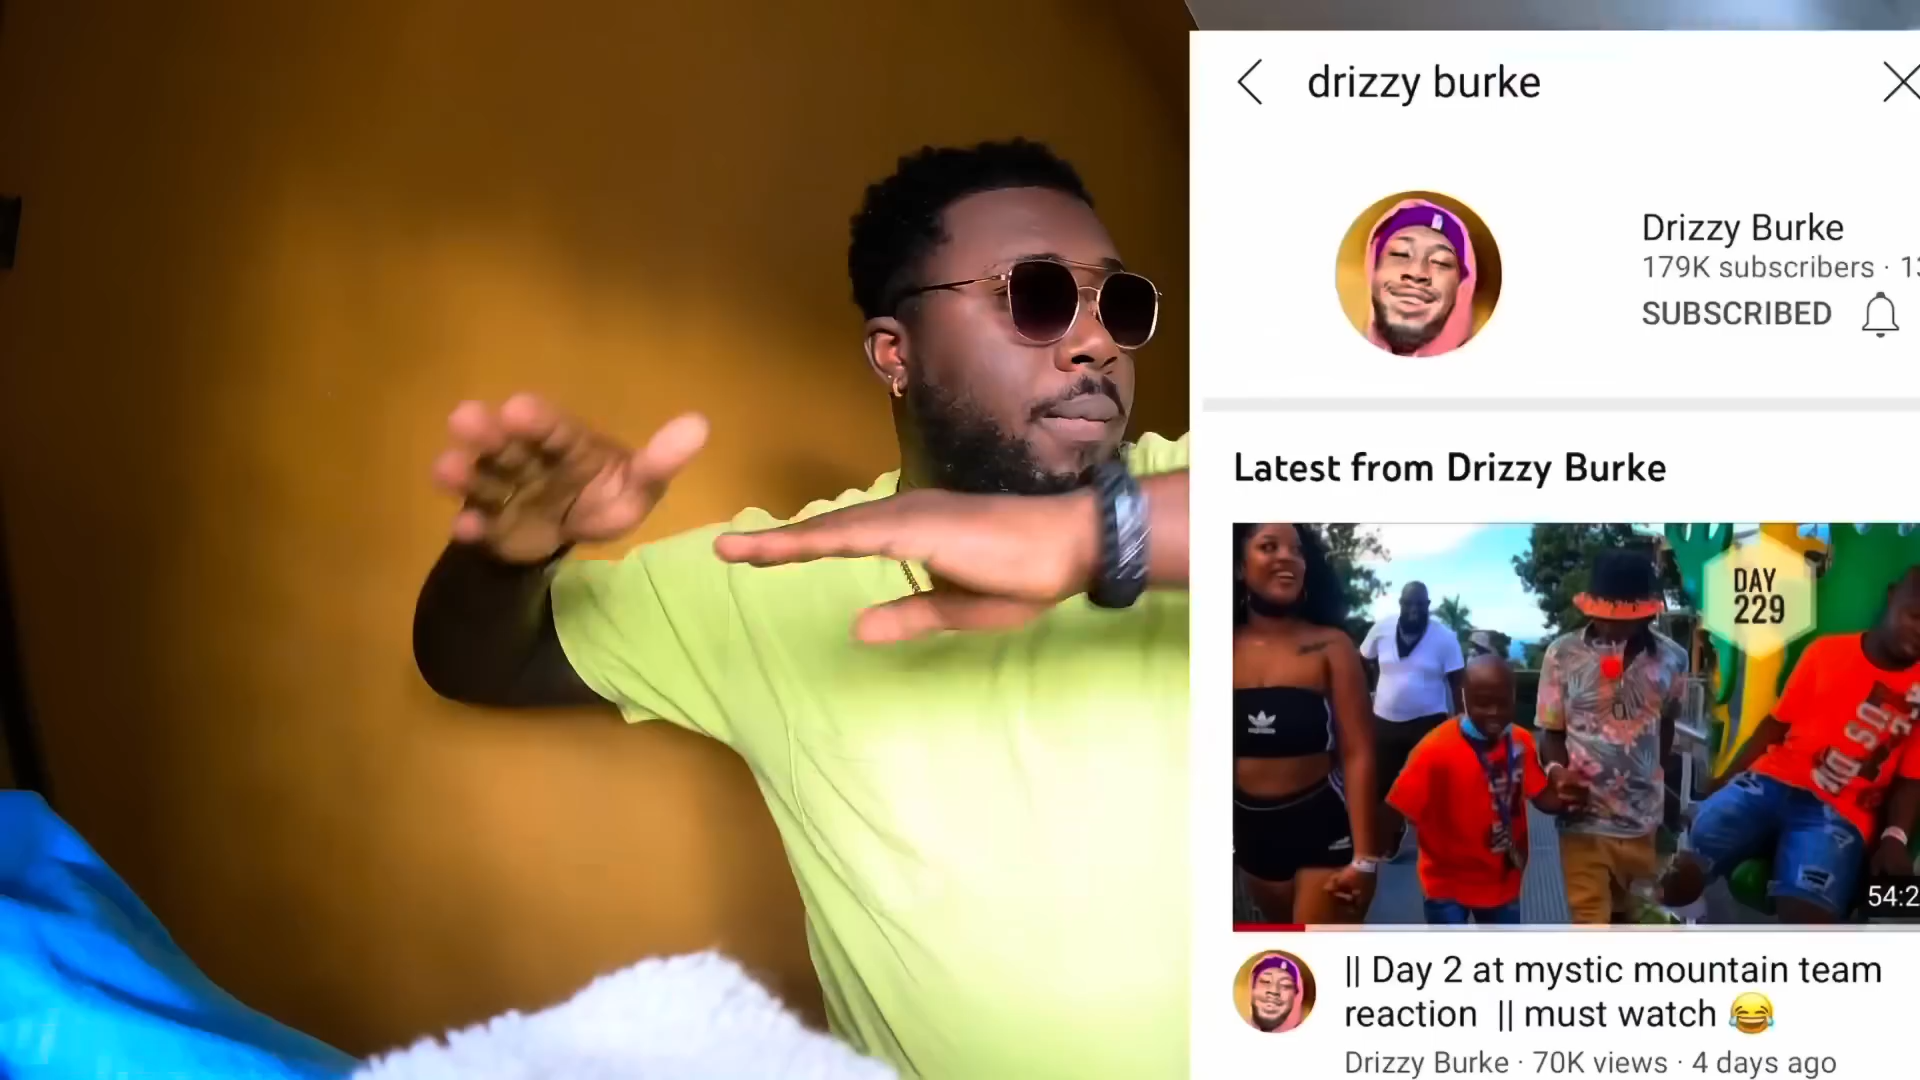 drizzy burke
Drizzy Burke
179K subscribers · 13
SUBSCRIBED
Latest from Drizzy Burke
DAY
229
54:2
|| Day 2 at mystic mountain team
reaction || must watch 😂
Drizzy Burke · 70K views · 4 days ago